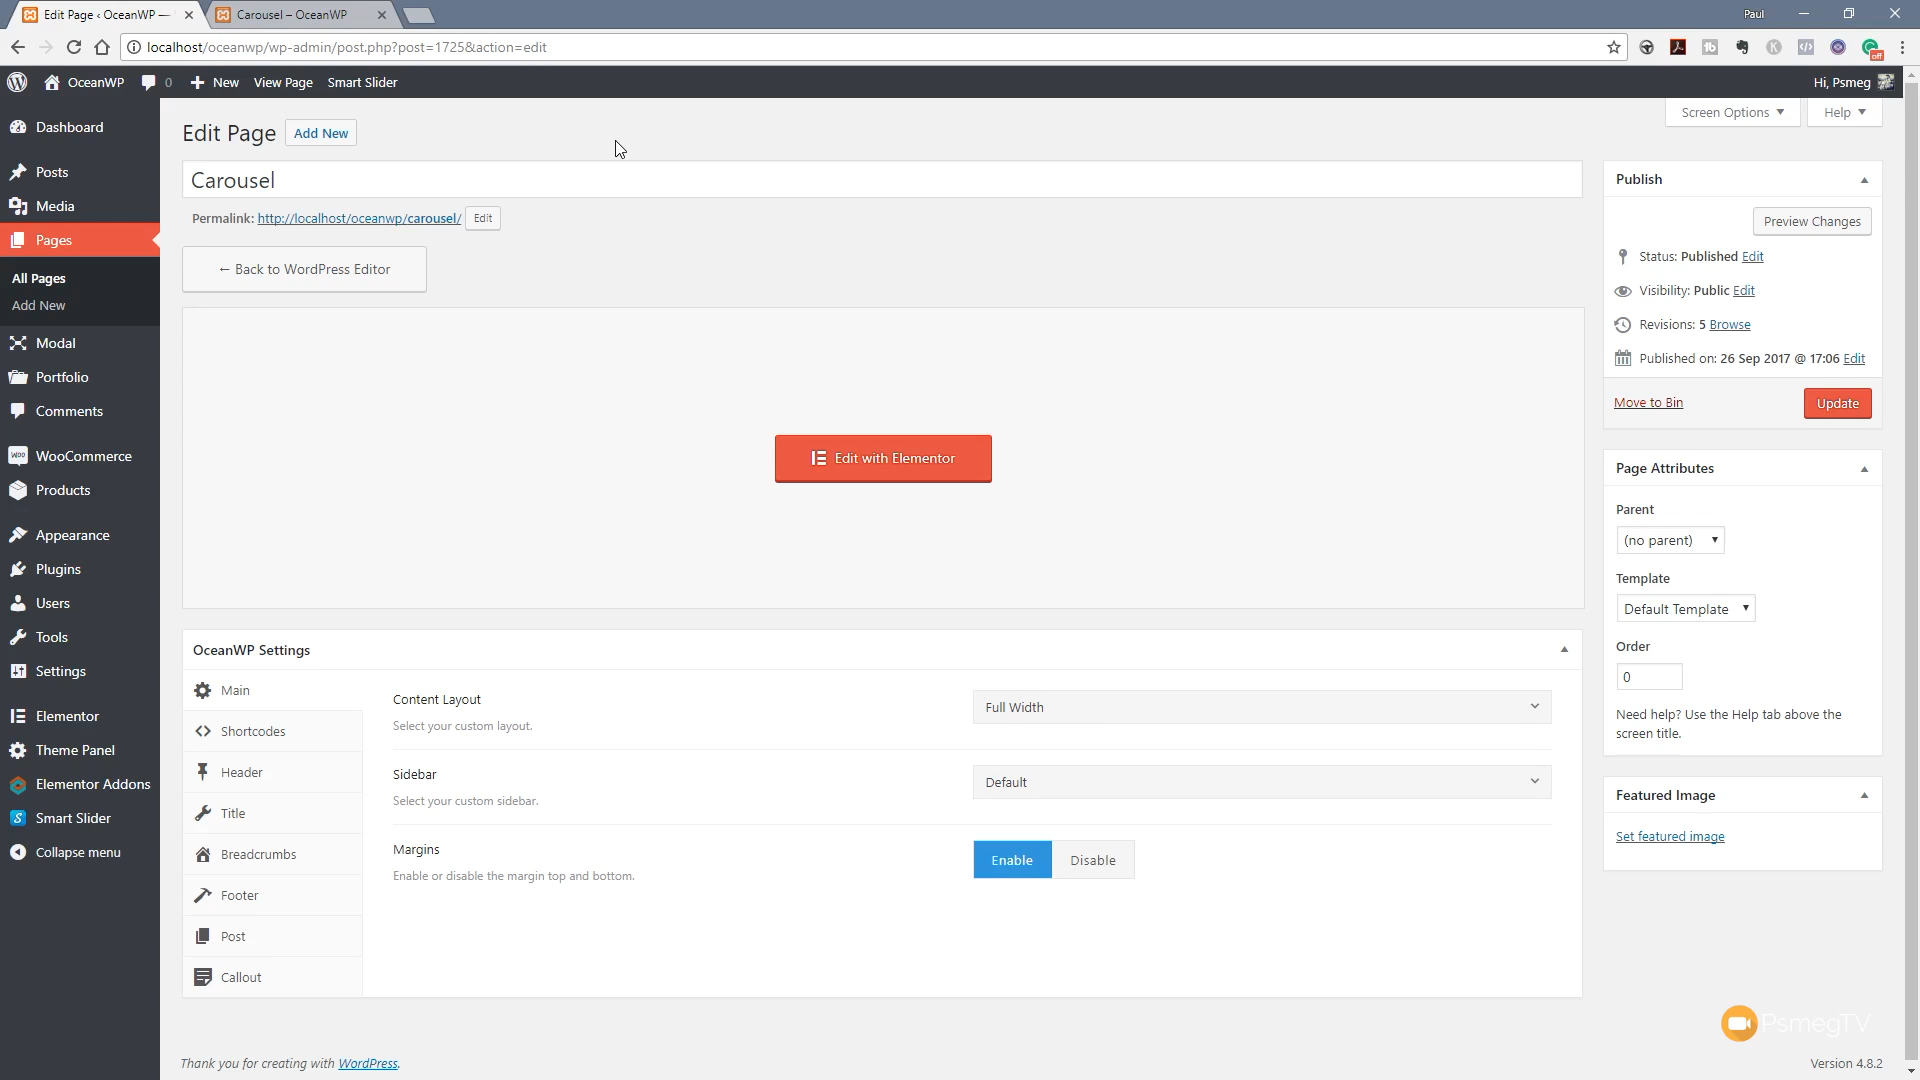 Edit Page ‹ OceanWP —
Carousel – OceanWP
Paul
localhost/oceanwp/wp-admin/post.php?post=1725&action=edit
off
OceanWP
0
New
View Page
Smart Slider
Hi, Psmeg
Dashboard
Posts
Media
Pages
All Pages
Add New
Modal
Portfolio
Comments
WooCommerce
Products
Appearance
Plugins
Users
Tools
Settings
Elementor
Theme Panel
Elementor Addons
Smart Slider
Collapse menu
Screen Options
Help
Edit Page
Add New
Carousel
Permalink: http://localhost/oceanwp/carousel/ Edit
← Back to WordPress Editor
Edit with Elementor
OceanWP Settings
Main
Shortcodes
Header
Title
Breadcrumbs
Footer
Post
Callout
Content Layout
Select your custom layout.
Full Width
Sidebar
Select your custom sidebar.
Default
Margins
Enable or disable the margin top and bottom.
Enable
Disable
Publish
Preview Changes
Status: Published Edit
Visibility: Public Edit
Revisions: 5 Browse
Published on: 26 Sep 2017 @ 17:06 Edit
Move to Bin
Update
Page Attributes
Parent
(no parent)
Template
Default Template
Order
0
Need help? Use the Help tab above the
screen title.
Featured Image
Set featured image
PsmegTV
Thank you for creating with WordPress.
Version 4.8.2